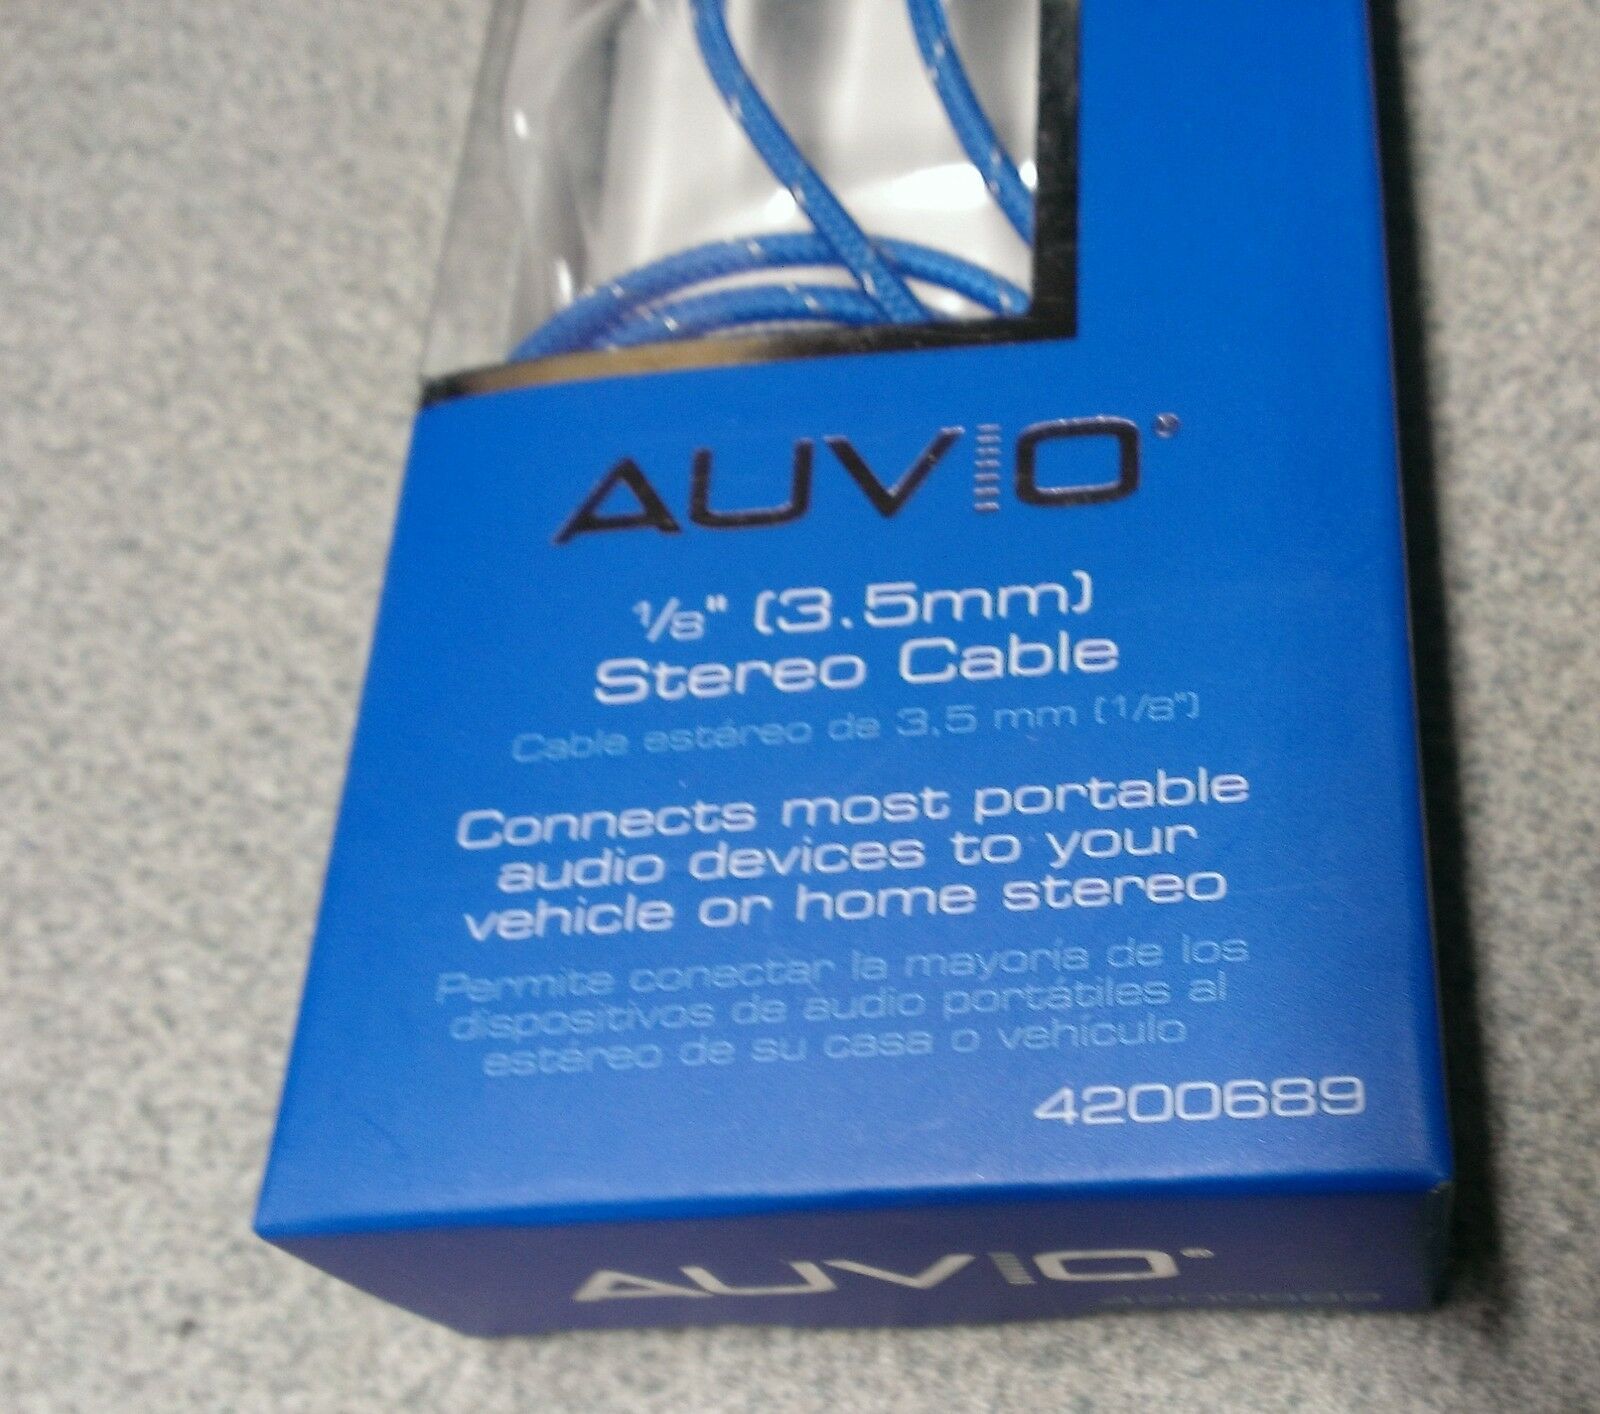 AUVIO®
1/8" (3.5mm)
Stereo Cable
Cable estéreo de 3,5 mm (1/8")
Connects most portable
audio devices to your
vehicle or home stereo
Permite conectar la mayoría de los
dispositivos de audio portátiles al
estéreo de su casa o vehículo
4200689
AUVIO®
4200689